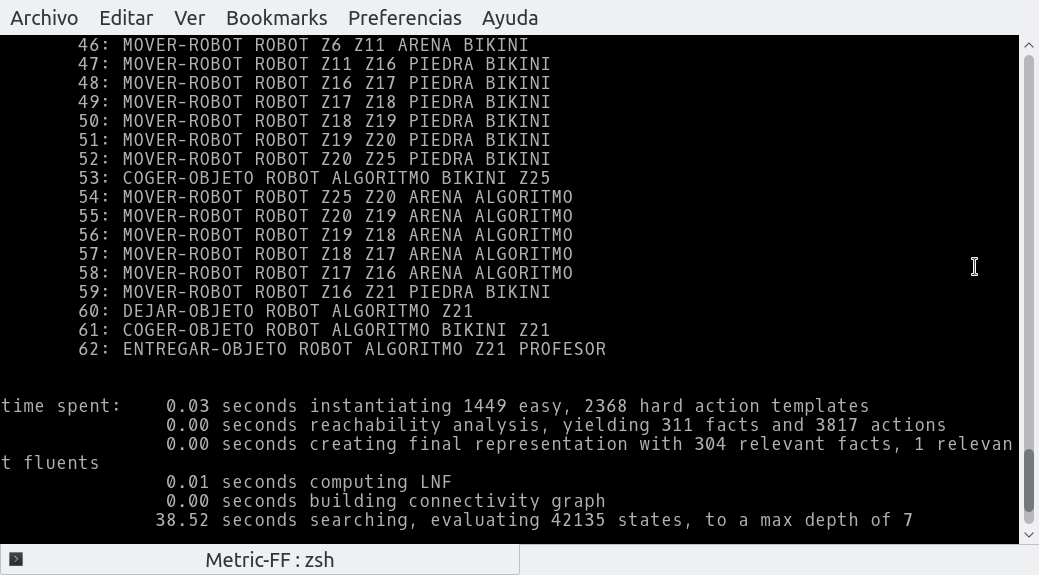 Archivo Editar Ver Bookmarks Preferencias Ayuda
46: MOVER-ROBOT ROBOT Z6 Z11 ARENA BIKINI
47: MOVER-ROBOT ROBOT Z11 Z16 PIEDRA BIKINI
48: MOVER-ROBOT ROBOT Z16 Z17 PIEDRA BIKINI
49: MOVER-ROBOT ROBOT Z17 Z18 PIEDRA BIKINI
50: MOVER-ROBOT ROBOT Z18 Z19 PIEDRA BIKINI
51: MOVER-ROBOT ROBOT Z19 Z20 PIEDRA BIKINI
52: MOVER-ROBOT ROBOT Z20 Z25 PIEDRA BIKINI
53: COGER-OBJETO ROBOT ALGORITMO BIKINI Z25
54: MOVER-ROBOT ROBOT Z25 Z20 ARENA ALGORITMO
55: MOVER-ROBOT ROBOT Z20 Z19 ARENA ALGORITMO
56: MOVER-ROBOT ROBOT Z19 Z18 ARENA ALGORITMO
57: MOVER-ROBOT ROBOT Z18 Z17 ARENA ALGORITMO
58: MOVER-ROBOT ROBOT Z17 Z16 ARENA ALGORITMO
59: MOVER-ROBOT ROBOT Z16 Z21 PIEDRA BIKINI
60: DEJAR-OBJETO ROBOT ALGORITMO Z21
61: COGER-OBJETO ROBOT ALGORITMO BIKINI Z21
62: ENTREGAR-OBJETO ROBOT ALGORITMO Z21 PROFESOR
time spent: 0.03 seconds instantiating 1449 easy, 2368 hard action templates
0.00 seconds reachability analysis, yielding 311 facts and 3817 actions
0.00 seconds creating final representation with 304 relevant facts, 1 relevan
t fluents
0.01 seconds computing LNF
0.00 seconds building connectivity graph
38.52 seconds searching, evaluating 42135 states, to a max depth of 7
Metric-FF : zsh